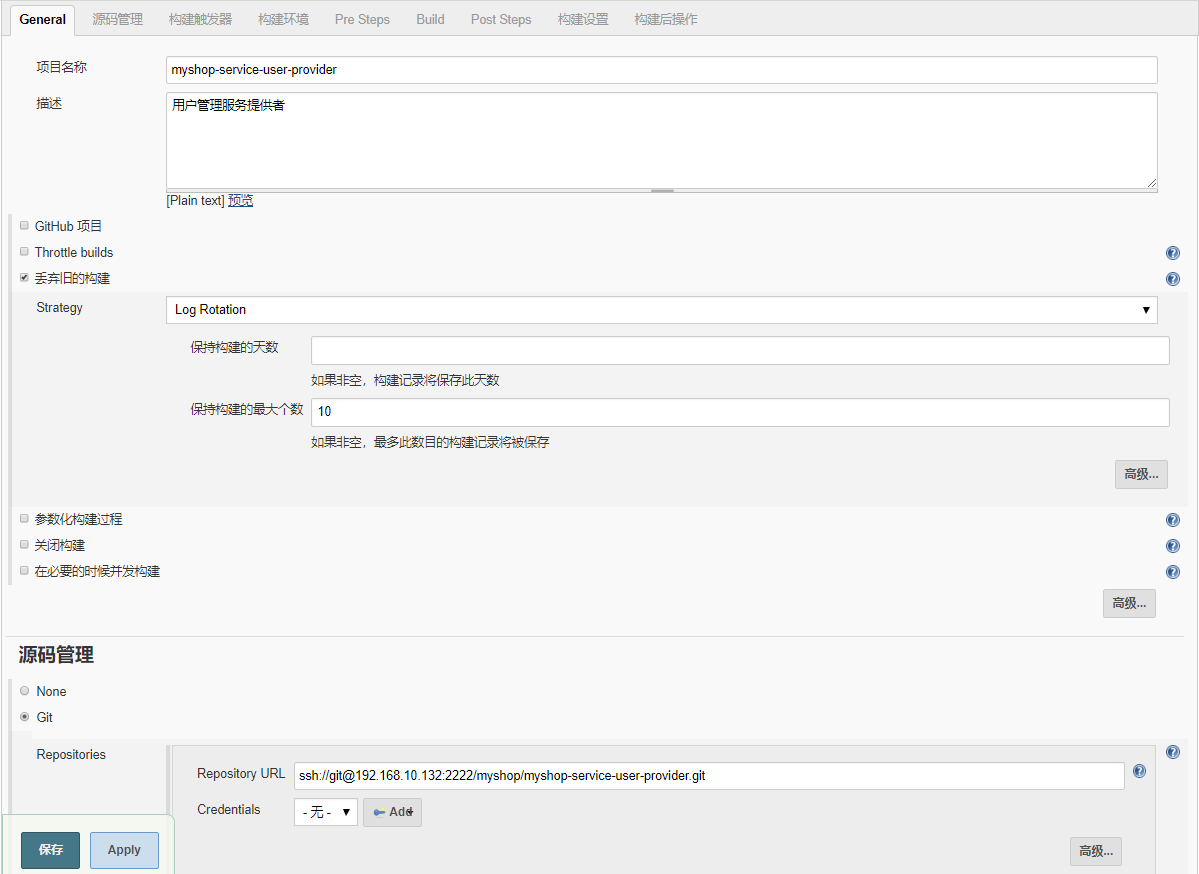 General 源码管理 构建触发器 构建环境 Pre Steps Build Post Steps 构建设置 构建后操作
项目名称 myshop-service-user-provider
描述 用户管理服务提供者
[Plain text] 预览
GitHub 项目
Throttle builds
丢弃旧的构建
Strategy Log Rotation
保持构建的天数
如果非空，构建记录将保存此天数
保持构建的最大个数 10
如果非空，最多此数目的构建记录将被保存
高级...
参数化构建过程
关闭构建
在必要的时候并发构建
高级...
源码管理
None
Git
Repositories
Repository URL ssh://git@192.168.10.132:2222/myshop/myshop-service-user-provider.git
Credentials - 无 - Add
高级...
保存 Apply